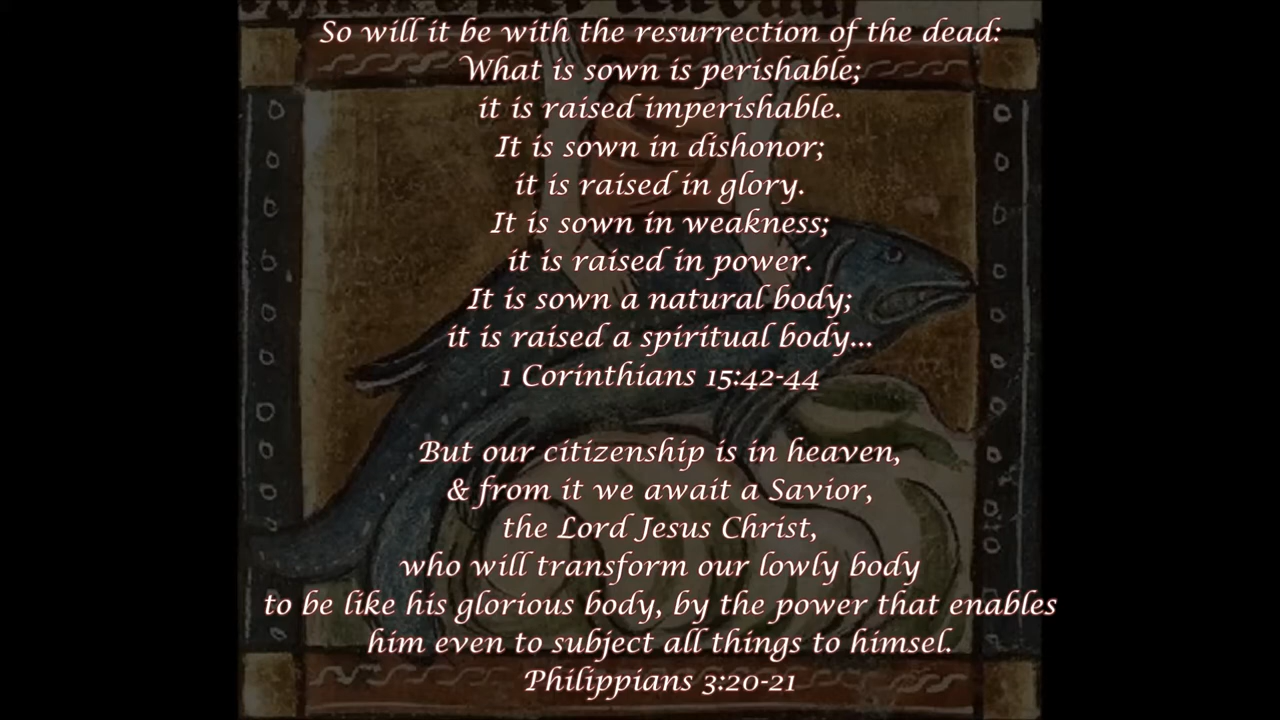 So will it be with the resurrection of the dead:
What is sown is perishable;
it is raised imperishable.
It is sown in dishonor;
it is raised in glory.
It is sown in weakness;
it is raised in power.
It is sown a natural body;
it is raised a spiritual body...
1 Corinthians 15:42-44
But our citizenship is in heaven,
& from it we await a Savior,
the Lord Jesus Christ,
who will transform our lowly body
to be like his glorious body, by the power that enables
him even to subject all things to himsel.
Philippians 3:20-21